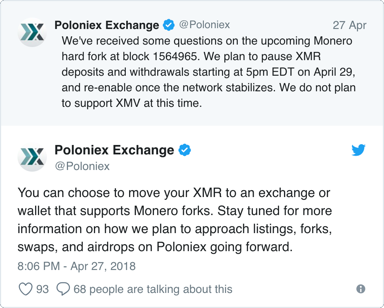 Poloniex Exchange @Poloniex 27 Apr
We've received some questions on the upcoming Monero
hard fork at block 1564965. We plan to pause XMR
deposits and withdrawals starting at 5pm EDT on April 29,
and re-enable once the network stabilizes. We do not plan
to support XMV at this time.
Poloniex Exchange
@Poloniex
You can choose to move your XMR to an exchange or
wallet that supports Monero forks. Stay tuned for more
information on how we plan to approach listings, forks,
swaps, and airdrops on Poloniex going forward.
8:06 PM - Apr 27, 2018
93 68 people are talking about this